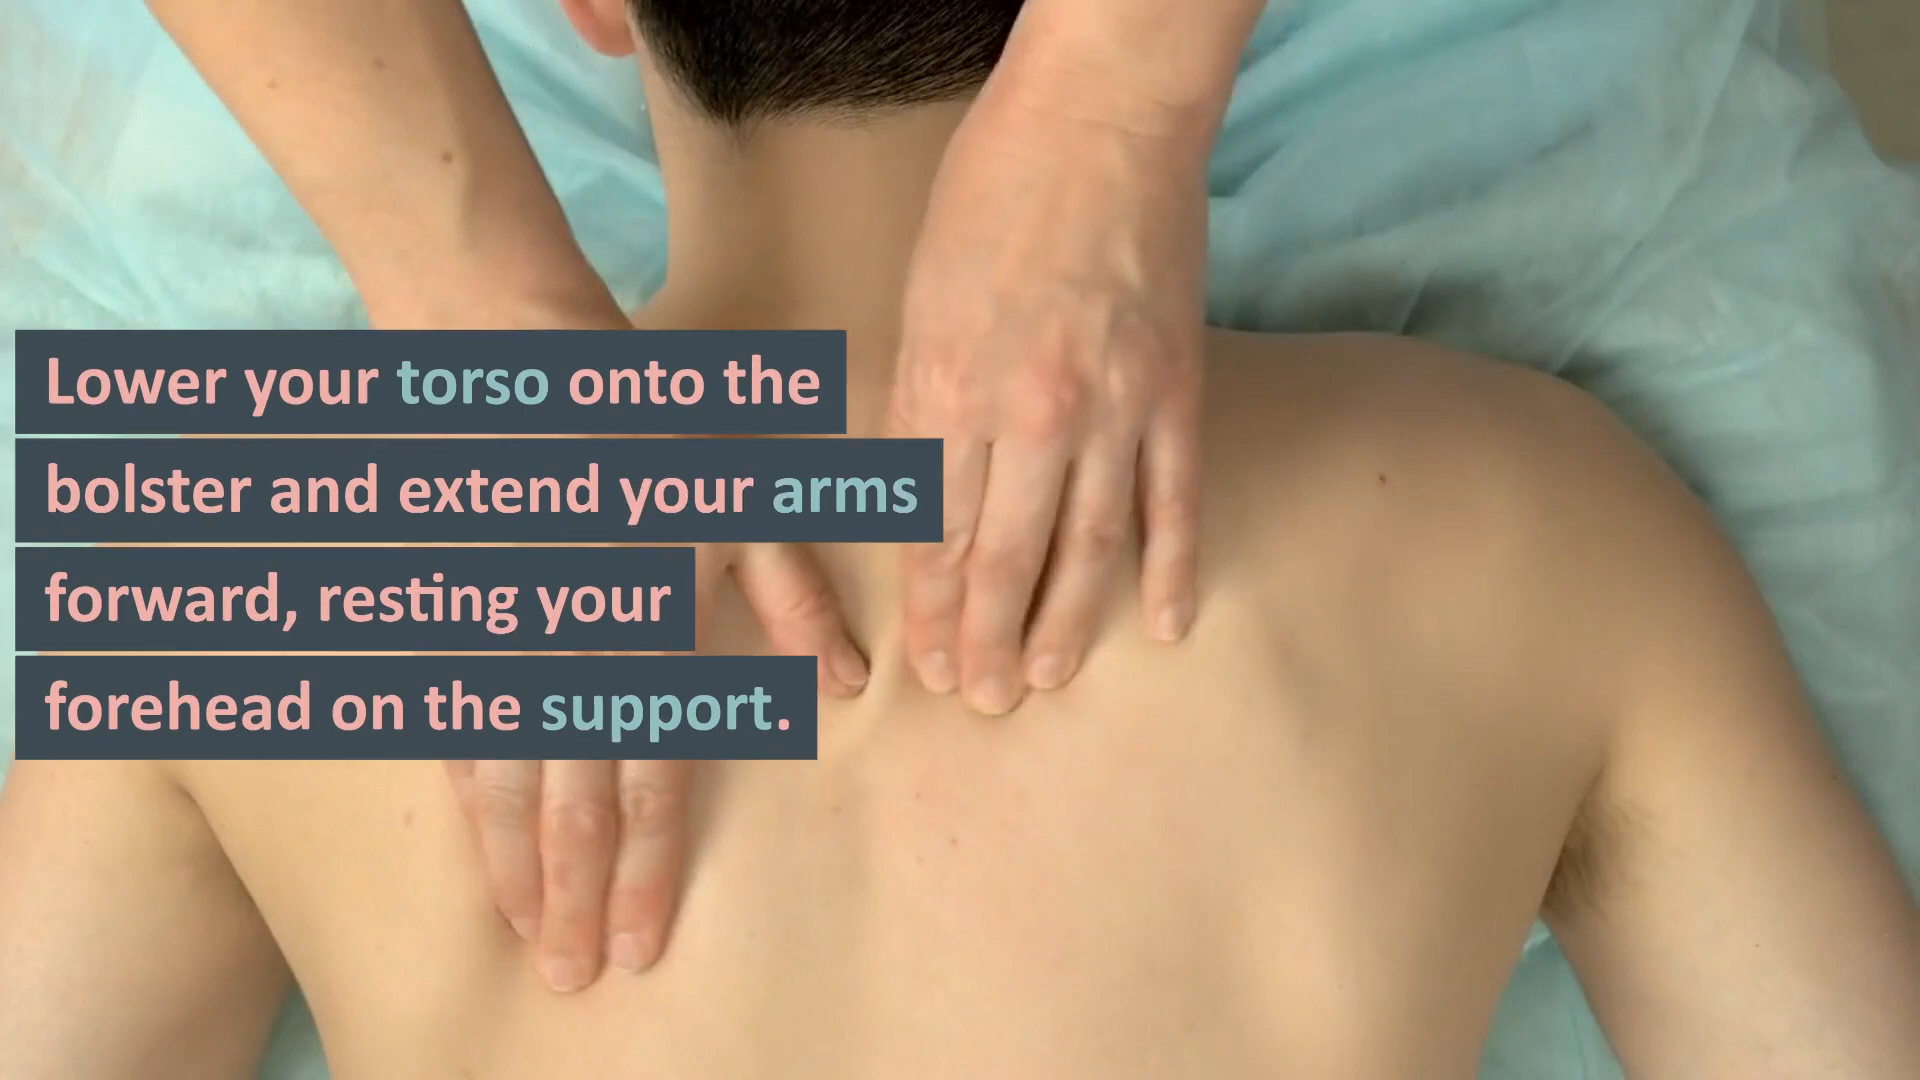 Lower your torso onto the
bolster and extend your arms
forward, resting your
forehead on the support.